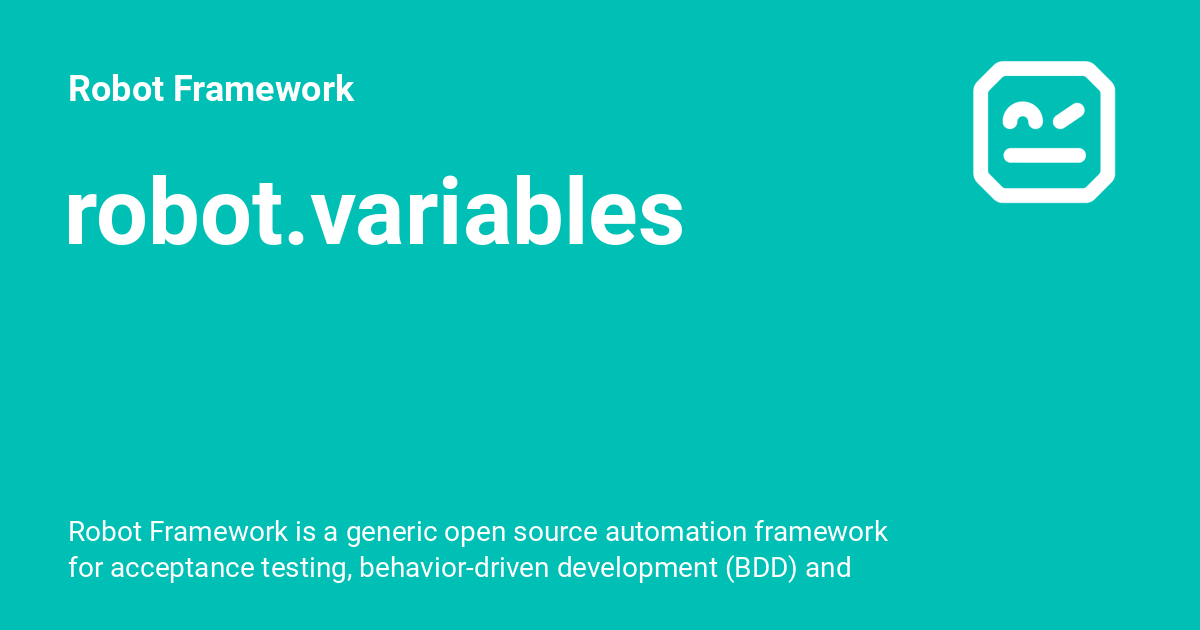 Robot Framework
robot.variables
Robot Framework is a generic open source automation framework
for acceptance testing, behavior-driven development (BDD) and